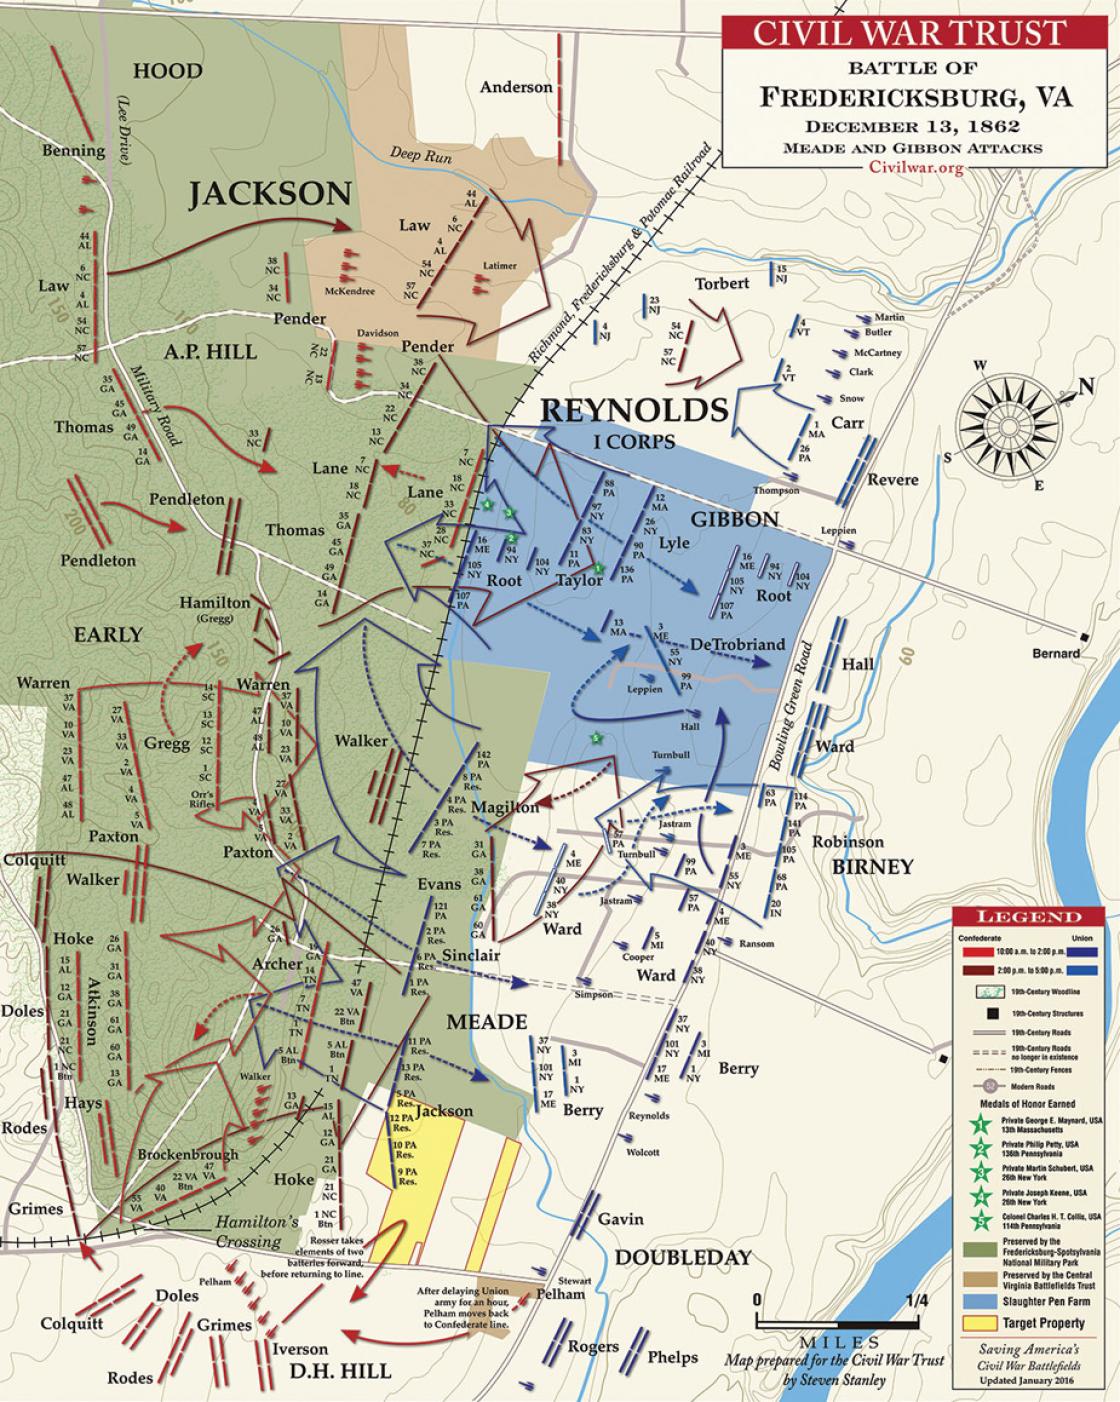 CIVIL WAR TRUST
BATTLE OF
FREDERICKSBURG, VA
DECEMBER 13, 1862
MEADE AND GIBBON ATTACKS
Civilwar.org
HOOD
(Lee Drive)
Benning
Anderson
Deep Run
JACKSON
Richmond, Fredericksburg & Potomac Railroad
44
AL
6
NC
Law
4
AL
54
NC
57
NC
44
AL
Law
6
NC
4
AL
54
NC
57
NC
Latimer
38
NC
34
NC
McKendree
Pender
Davidson
22
NC
13
NC
Pender
38
NC
34
NC
22
NC
13
NC
A.P. HILL
150
150
Military Road
35
GA
45
GA
Thomas
49
GA
14
GA
33
NC
Torbert
15
NJ
23
NJ
4
NJ
54
NC
57
NC
4
VT
2
VT
Martin
Butler
McCartney
Clark
Snow
1
MA
Carr
26
PA
Thompson
Revere
Leppien
W
N
S
E
REYNOLDS
I CORPS
Lane
7
NC
18
NC
Lane
7
NC
18
NC
33
NC
28
NC
37
NC
80
Pendleton
200
Pendleton
Thomas
35
GA
45
GA
49
GA
14
GA
88
PA
97
NY
83
NY
11
PA
Taylor
12
MA
26
NY
90
PA
136
PA
Lyle
GIBBON
16
ME
94
NY
104
NY
105
NY
107
PA
Root
16
ME
94
NY
104
NY
105
NY
107
PA
Root
13
MA
3
ME
55
NY
99
PA
DeTrobriand
Leppien
Hall
Bowling Green Road
60
Bernard
Hall
Ward
Hamilton
(Gregg)
EARLY
150
Warren
37
VA
10
VA
23
VA
47
AL
48
AL
27
VA
33
VA
2
VA
4
VA
5
VA
Paxton
14
SC
13
SC
12
SC
1
SC
Orr's
Rifles
Gregg
Warren
37
VA
47
AL
10
VA
48
AL
23
VA
27
VA
4
VA
33
VA
5
VA
2
VA
Paxton
Walker
142
PA
8 PA
Res.
4 PA
Res.
3 PA
Res.
7 PA
Res.
Magilton
Turnbull
Jastram
57
PA
Turnbull
99
PA
Jastram
57
PA
3
ME
55
NY
4
ME
40
NY
38
NY
63
PA
114
PA
141
PA
105
PA
68
PA
20
IN
Robinson
BIRNEY
Colquitt
Walker
31
GA
38
GA
61
GA
60
GA
Evans
121
PA
2 PA
Res.
6 PA
Res.
1 PA
Res.
Sinclair
4
ME
40
NY
38
NY
Ward
5
MI
Cooper
Ward
Ransom
Simpson
Hoke
15
AL
12
GA
21
GA
21
NC
1 NC
Btn
Atkinson
26
GA
31
GA
38
GA
61
GA
60
GA
13
GA
Doles
26
GA
19
GA
Archer
14
TN
7
TN
1
TN
5 AL
Btn
47
VA
22 VA
Btn
5 AL
Btn
1
TN
MEADE
11 PA
Res.
13 PA
Res.
5 PA
Res.
12 PA
Res.
10 PA
Res.
9 PA
Res.
Jackson
37
NY
101
NY
17
ME
3
MI
1
NY
Berry
37
NY
101
NY
17
ME
3
MI
1
NY
Berry
Reynolds
Wolcott
Hays
Rodes
Walker
13
GA
15
AL
12
GA
21
GA
21
NC
1 NC
Btn
Hoke
Brockenbrough
47
VA
22 VA
Btn
40
VA
55
VA
Grimes
Hamilton's
Crossing
Rosser takes
elements of two
batteries forward,
before returning to line.
Gavin
DOUBLEDAY
Pelham
Stewart
Pelham
After delaying Union
army for an hour,
Pelham moves back
to Confederate line.
Colquitt
Doles
Grimes
Rodes
Iverson
D.H. HILL
Rogers
Phelps
0
1/4
MILES
Map prepared for the Civil War Trust
by Steven Stanley
LEGEND
Confederate
Union
10:00 a.m. to 2:00 p.m.
2:00 p.m. to 5:00 p.m.
19th-Century Woodline
19th-Century Structures
19th-Century Roads
19th-Century Roads
no longer in existence
19th-Century Fences
Modern Roads
Medals of Honor Earned
1
Private George E. Maynard, USA
13th Massachusetts
2
Private Philip Petty, USA
136th Pennsylvania
3
Private Martin Schubert, USA
26th New York
4
Private Joseph Keene, USA
26th New York
5
Colonel Charles H. T. Collis, USA
114th Pennsylvania
Preserved by the
Fredericksburg-Spotsylvania
National Military Park
Preserved by the Central
Virginia Battlefields Trust
Slaughter Pen Farm
Target Property
Saving America's
Civil War Battlefields
Updated January 2016